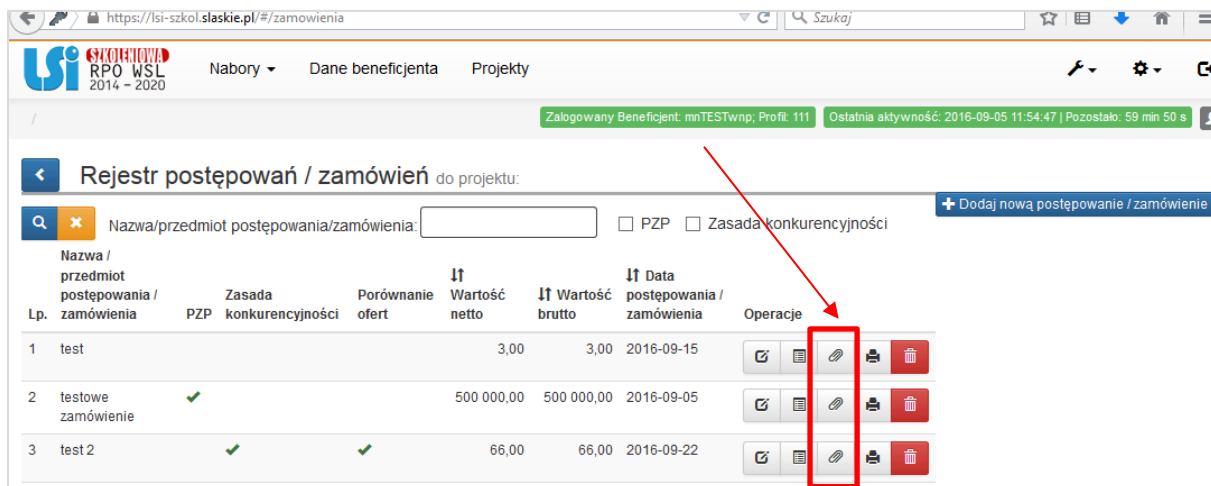 https://lsi-szkol.slaskie.pl/#/zamowienia
Szukaj
LSI SZKOLENIOWA
RPO WSL
2014 – 2020
Nabory
Dane beneficjenta
Projekty
/
Zalogowany Beneficjent: mnTESTwnp; Profil: 111
Ostatnia aktywność: 2016-09-05 11:54:47 | Pozostało: 59 min 50 s
Rejestr postępowań / zamówień do projektu:
Dodaj nową postępowanie / zamówienie
Nazwa/przedmiot postępowania/zamówienia:
PZP
Zasada konkurencyjności
Lp.
Nazwa /
przedmiot
postępowania /
zamówienia
PZP
Zasada
konkurencyjności
Porównanie
ofert
Wartość
netto
Wartość
brutto
Data
postępowania /
zamówienia
Operacje
1 test 3,00 3,00 2016-09-15
2 testowe 500 000,00 500 000,00 2016-09-05
zamówienie
3 test 2 66,00 66,00 2016-09-22